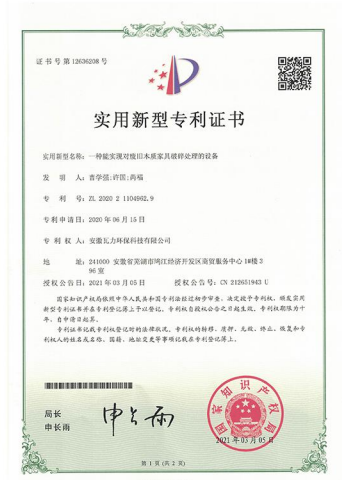 证书号第12636208号
实用新型专利证书
实用新型名称：一种能实现对废旧木质家具破碎处理的设备
发 明 人：晋学强;许团;尚福
专 利 号：ZL 2020 2 1104962.9
专利申请日：2020年06月15日
专 利 权 人：安徽瓦力环保科技有限公司
地 址：241000 安徽省芜湖市鸠江经济开发区商贸服务中心1#楼3
96室
授权公告日：2021年03月05日 授权公告号：CN 212651943 U
国家知识产权局依照中华人民共和国专利法经过初步审查，决定授予专利权，颁发实用
新型专利证书并在专利登记簿上予以登记。专利权自授权公告之日起生效。专利权期限为十
年，自申请日起算。
专利证书记载专利权登记时的法律状况。专利权的转移、质押、无效、终止、恢复和专
利权人的姓名或名称、国籍、地址变更等事项记载在专利登记簿上。
局长
申长雨
申长雨
国家知识产权局
2021年03月05日
第 1 页 (共 2 页)